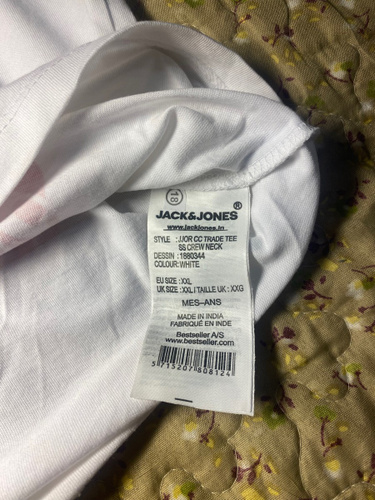 18
JACK&JONES®
www.jackjones.in
STYLE : JJOR CC TRADE TEE
SS CREW NECK
DESSIN : 1880344
COLOUR: WHITE
EU SIZE : XXL
UK SIZE : XXL / TAILLE UK : XXG
MES-ANS
MADE IN INDIA
FABRIQUÉ EN INDE
Bestseller A/S
www.bestseller.com
5715207808124